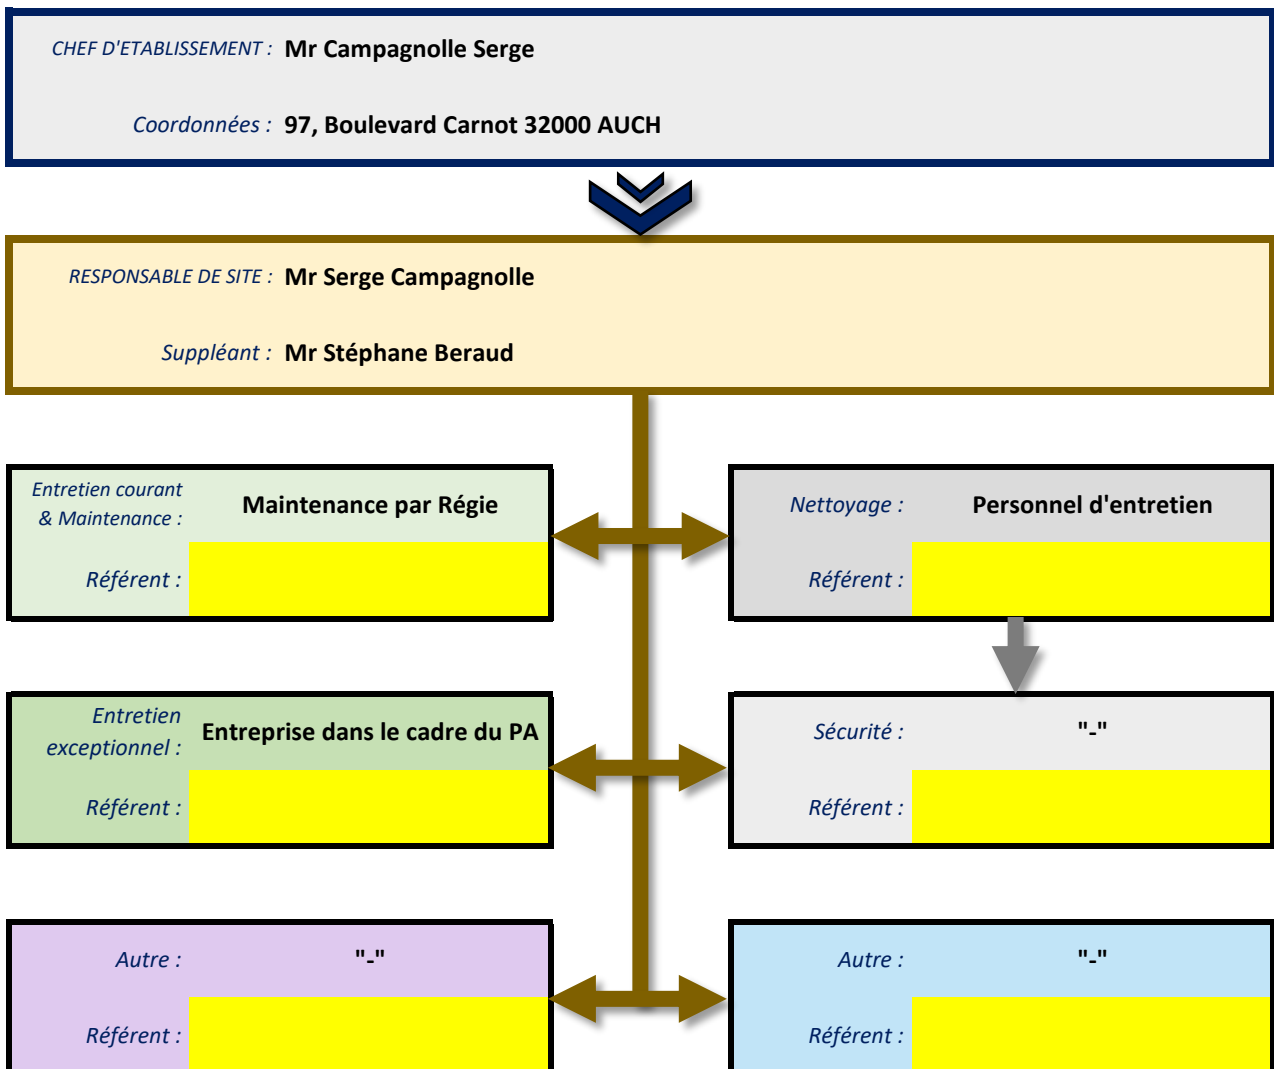 CHEF D'ETABLISSEMENT : Mr Campagnolle Serge
Coordonnées : 97, Boulevard Carnot 32000 AUCH
RESPONSABLE DE SITE : Mr Serge Campagnolle
Suppléant : Mr Stéphane Beraud
Entretien courant
& Maintenance :
Maintenance par Régie
Référent :
Nettoyage : Personnel d'entretien
Référent :
Entretien
exceptionnel :
Entreprise dans le cadre du PA
Référent :
Sécurité : "-"
Référent :
Autre : "-"
Référent :
Autre : "-"
Référent :